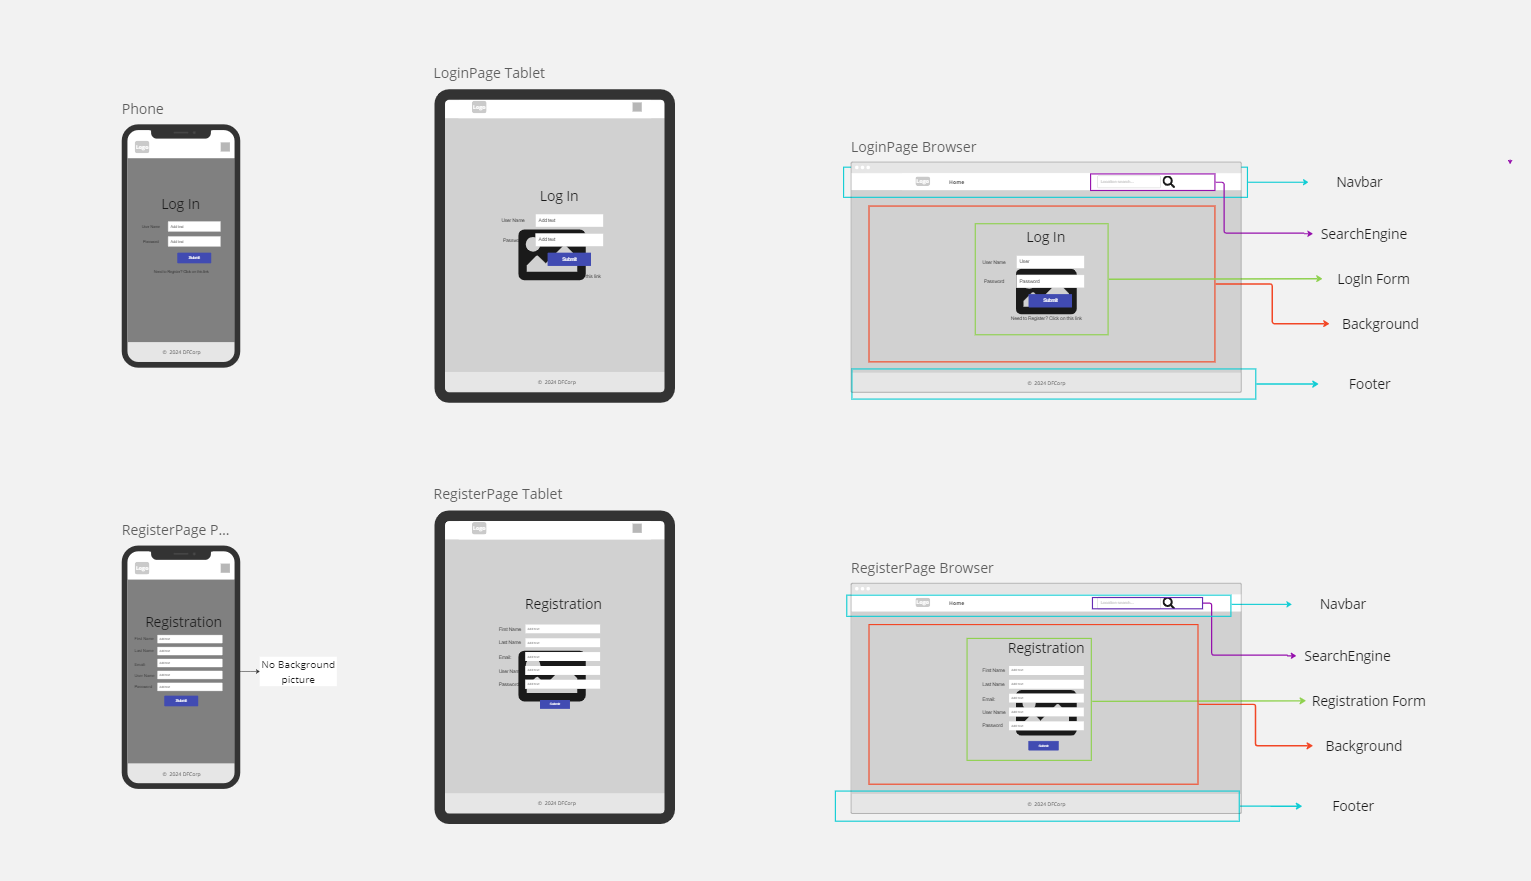 LoginPage Tablet
Phone
Logo
Log In
User Name
Add text
Password
Add text
Submit
Need to Register? Click on this link
© 2024 DFCorp
Logo
Log In
User Name
Add text
Passwo
Add text
Submit
this link
© 2024 DFCorp
LoginPage Browser
Logo
Home
Log In
User Name
User
Password
Password
Submit
Need to Register? Click on this link
© 2024 DFCorp
Navbar
SearchEngine
LogIn Form
Background
Footer
RegisterPage Tablet
RegisterPage P...
Logo
Registration
First Name
Last Name
Email:
User Name
Password
Submit
© 2024 DFCorp
No Background
picture
Logo
Registration
First Name
Last Name
Email:
User Name
Password
Submit
© 2024 DFCorp
RegisterPage Browser
Logo
Home
Registration
First Name
Last Name
Email:
User Name
Password
Submit
© 2024 DFCorp
Navbar
SearchEngine
Registration Form
Background
Footer